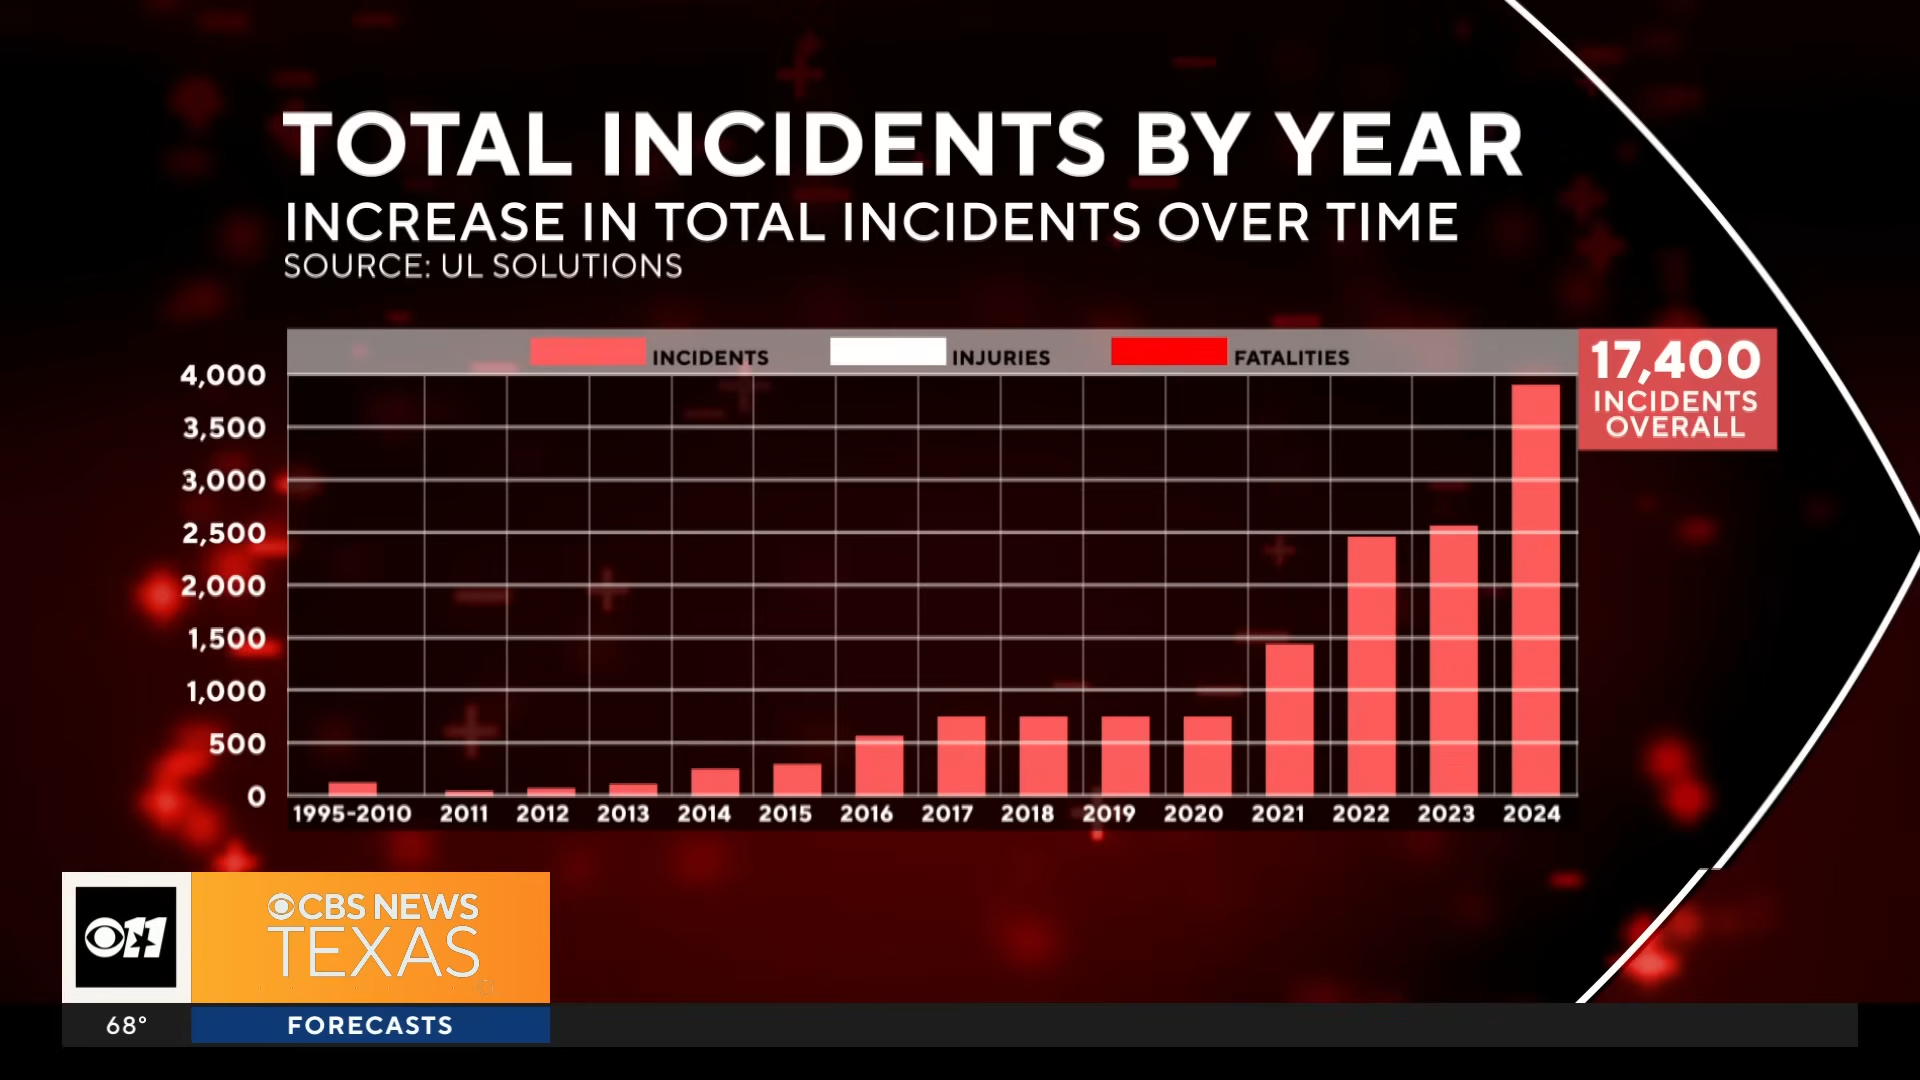 TOTAL INCIDENTS BY YEAR
INCREASE IN TOTAL INCIDENTS OVER TIME
SOURCE: UL SOLUTIONS
INCIDENTS INJURIES FATALITIES
17,400
INCIDENTS
OVERALL
4,000
3,500
3,000
2,500
2,000
1,500
1,000
500
0
1995-2010 2011 2012 2013 2014 2015 2016 2017 2018 2019 2020 2021 2022 2023 2024
11
CBS NEWS
TEXAS
68° FORECASTS